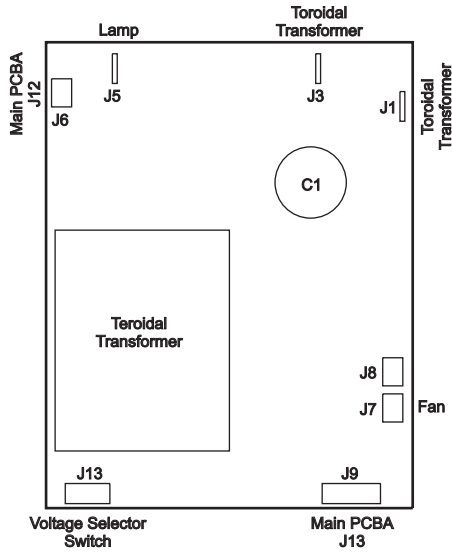 Lamp
Toroidal
Transformer
Main PCBA
J12
J6
J5
J3
J1
Toroidal
Transformer
C1
Teroidal
Transformer
J8
J7
Fan
J13
J9
Voltage Selector
Switch
Main PCBA
J13